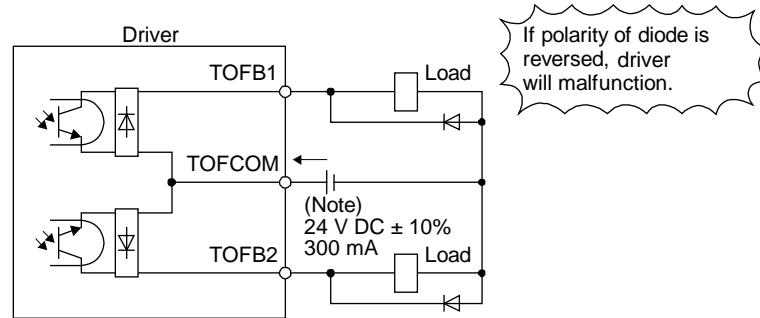 Driver
If polarity of diode is
reversed, driver
will malfunction.
TOFB1
Load
TOFCOM
(Note)
24 V DC ± 10%
300 mA
TOFB2
Load